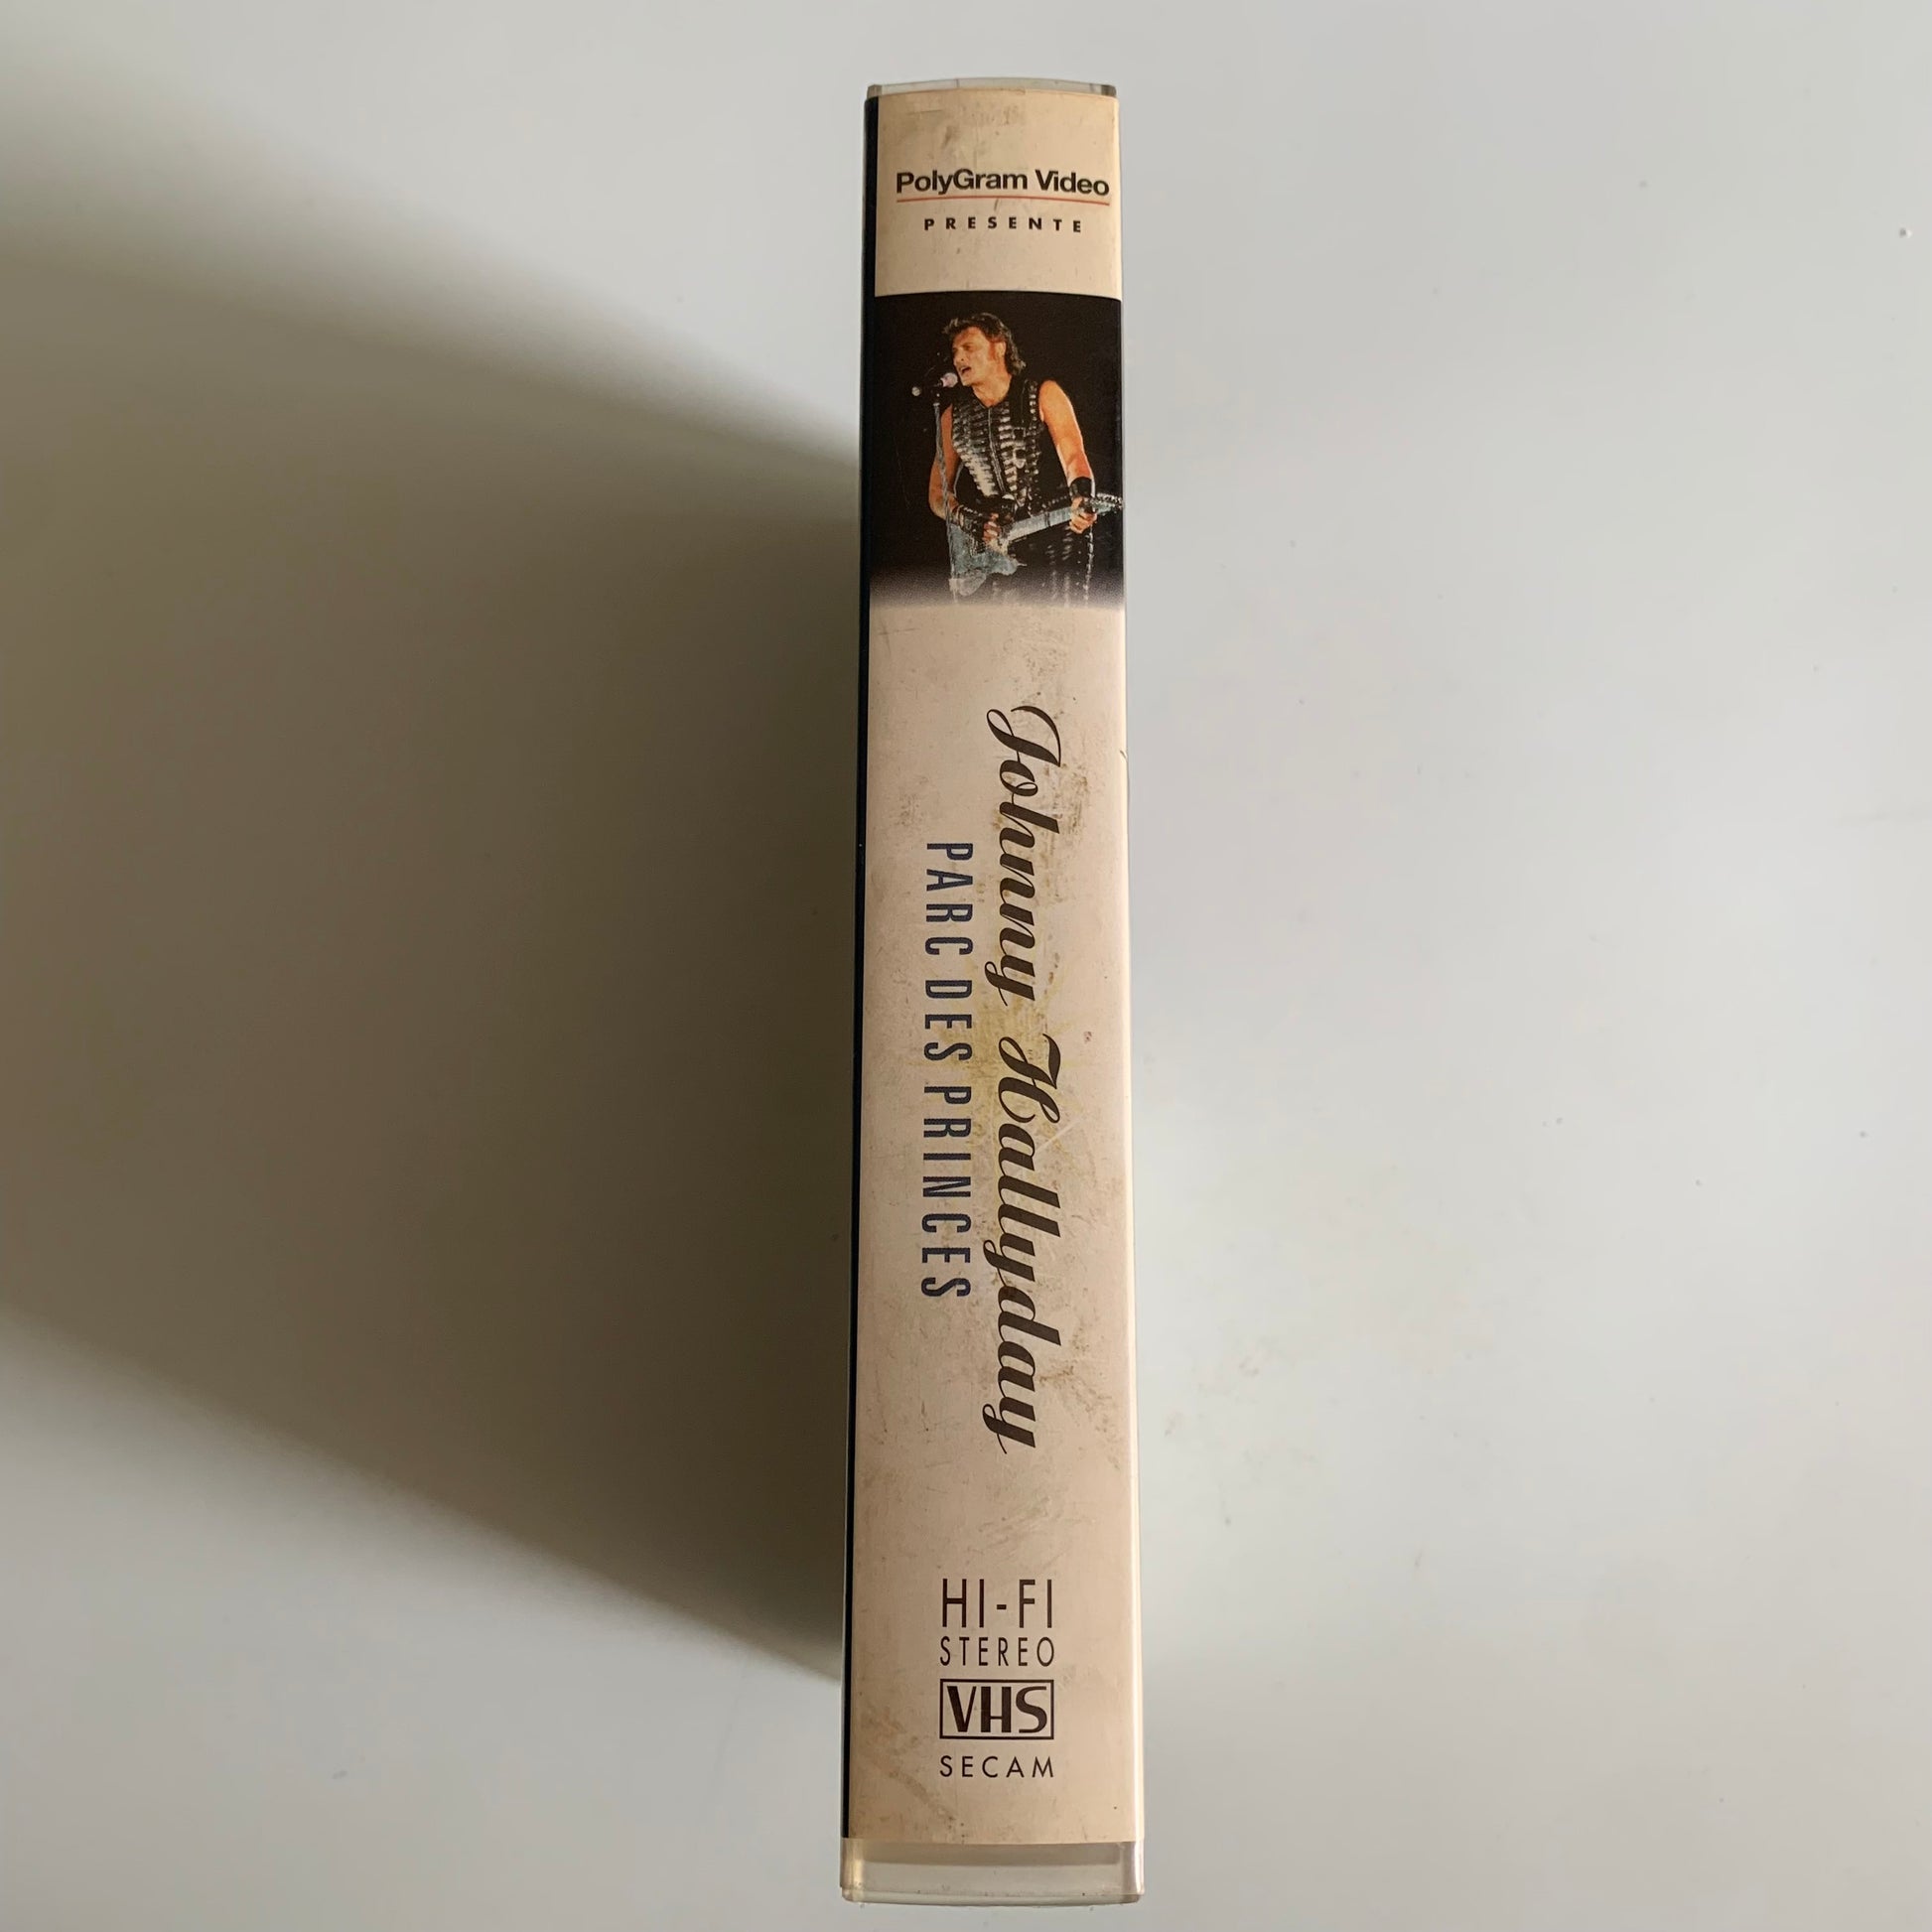 PolyGram Video
PRESENTE
Johnny Hallyday
PARC DES PRINCES
HI-FI
STEREO
VHS
SECAM